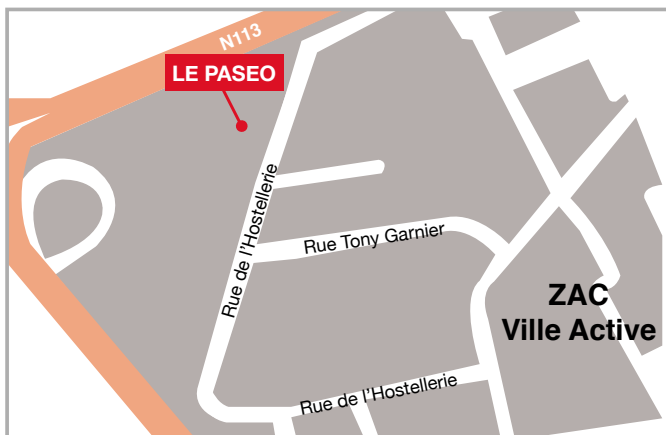 N113
LE PASEO
Rue de l'Hostellerie
Rue Tony Garnier
ZAC
Ville Active
Rue de l'Hostellerie